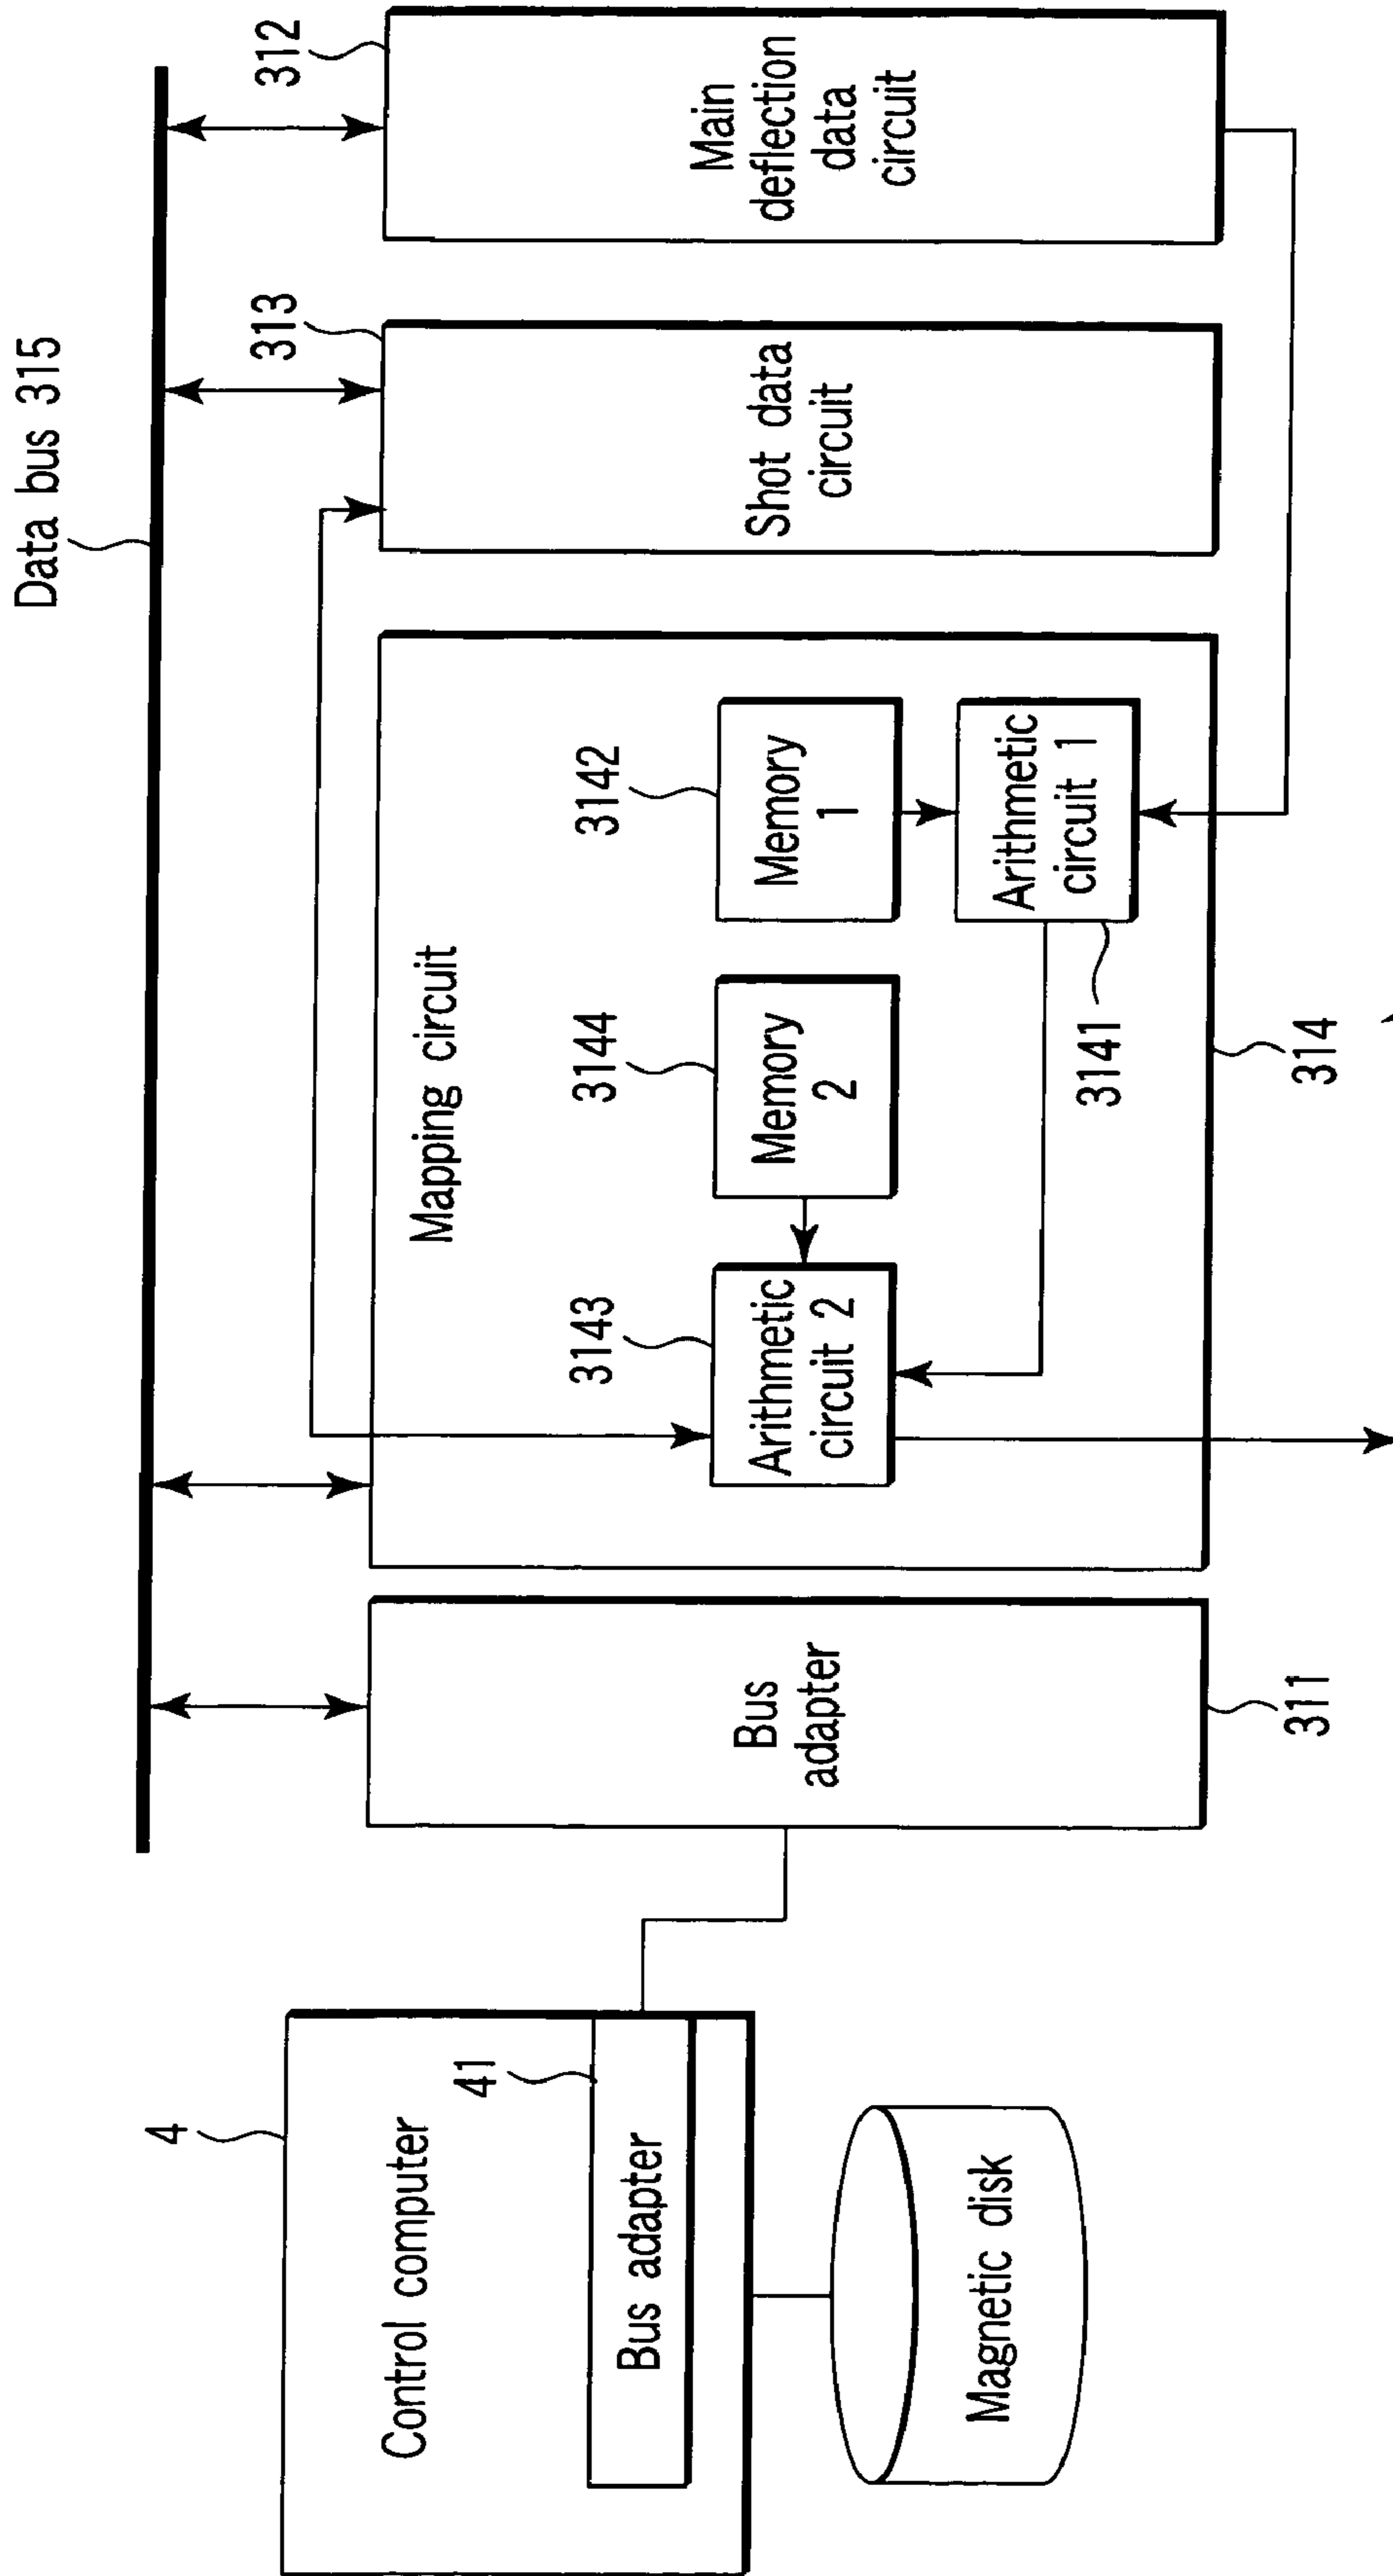 Data bus 315
4
Control computer
41
Bus adapter
Magnetic disk
Bus
adapter
311
Mapping circuit
3143
Arithmetic
circuit 2
3144
Memory
2
3142
Memory
1
Arithmetic
circuit 1
3141
314
313
Shot data
circuit
312
Main
deflection
data
circuit